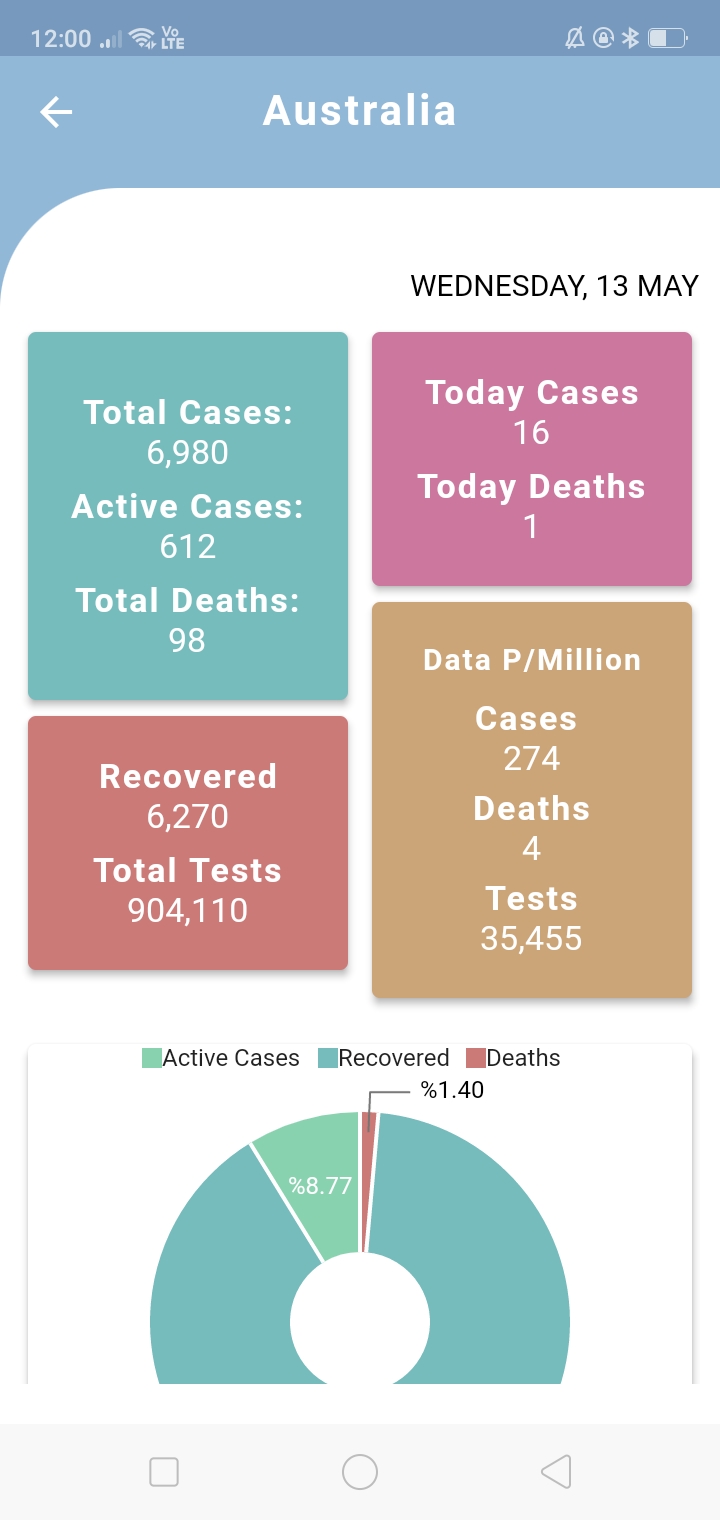 12:00 Vo LTE
Australia
WEDNESDAY, 13 MAY
Total Cases:
6,980
Active Cases:
612
Total Deaths:
98
Today Cases
16
Today Deaths
1
Recovered
6,270
Total Tests
904,110
Data P/Million
Cases
274
Deaths
4
Tests
35,455
Active Cases Recovered Deaths
%1.40
%8.77